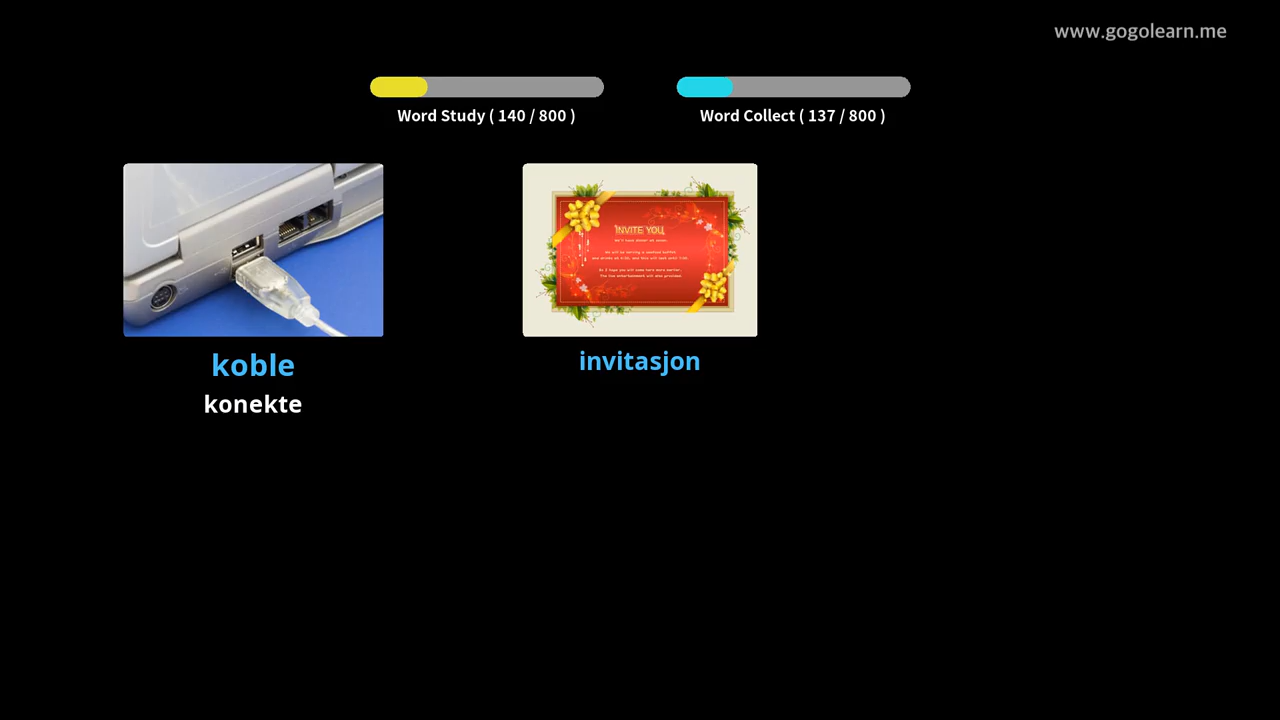 www.gogolearn.me
Word Study ( 140 / 800 )
Word Collect ( 137 / 800 )
INVITE YOU
koble
invitasjon
konekte